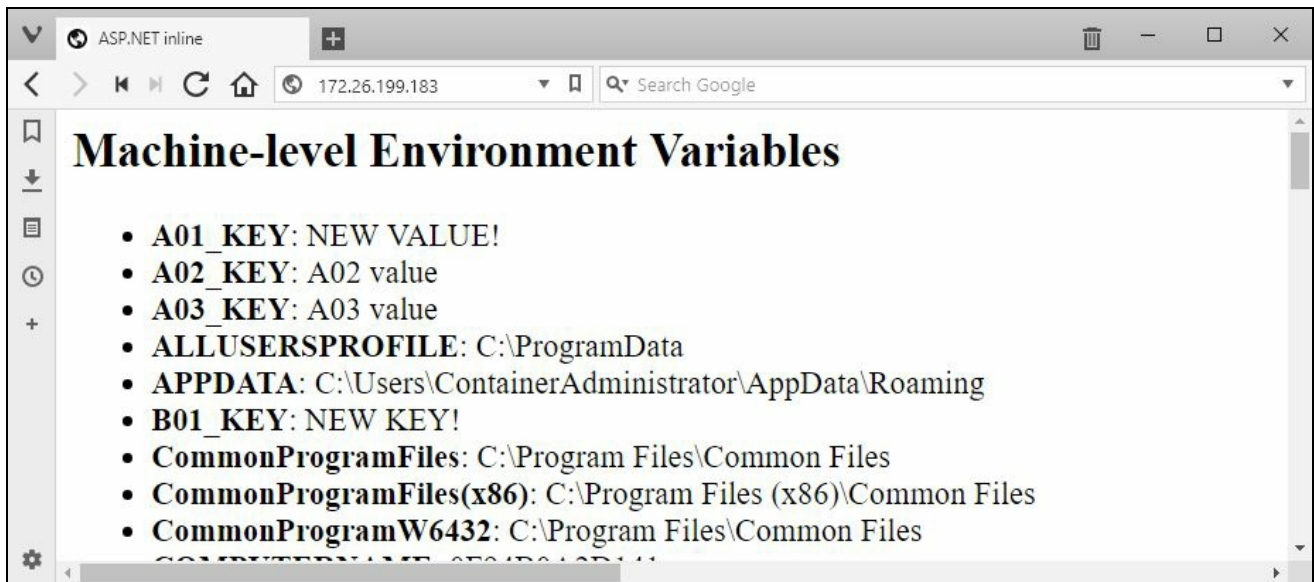 ASP.NET inline
172.26.199.183 Search Google
Machine-level Environment Variables
• A01_KEY: NEW VALUE!
• A02_KEY: A02 value
• A03_KEY: A03 value
• ALLUSERSPROFILE: C:\ProgramData
• APPDATA: C:\Users\ContainerAdministrator\AppData\Roaming
• B01_KEY: NEW KEY!
• CommonProgramFiles: C:\Program Files\Common Files
• CommonProgramFiles(x86): C:\Program Files (x86)\Common Files
• CommonProgramW6432: C:\Program Files\Common Files